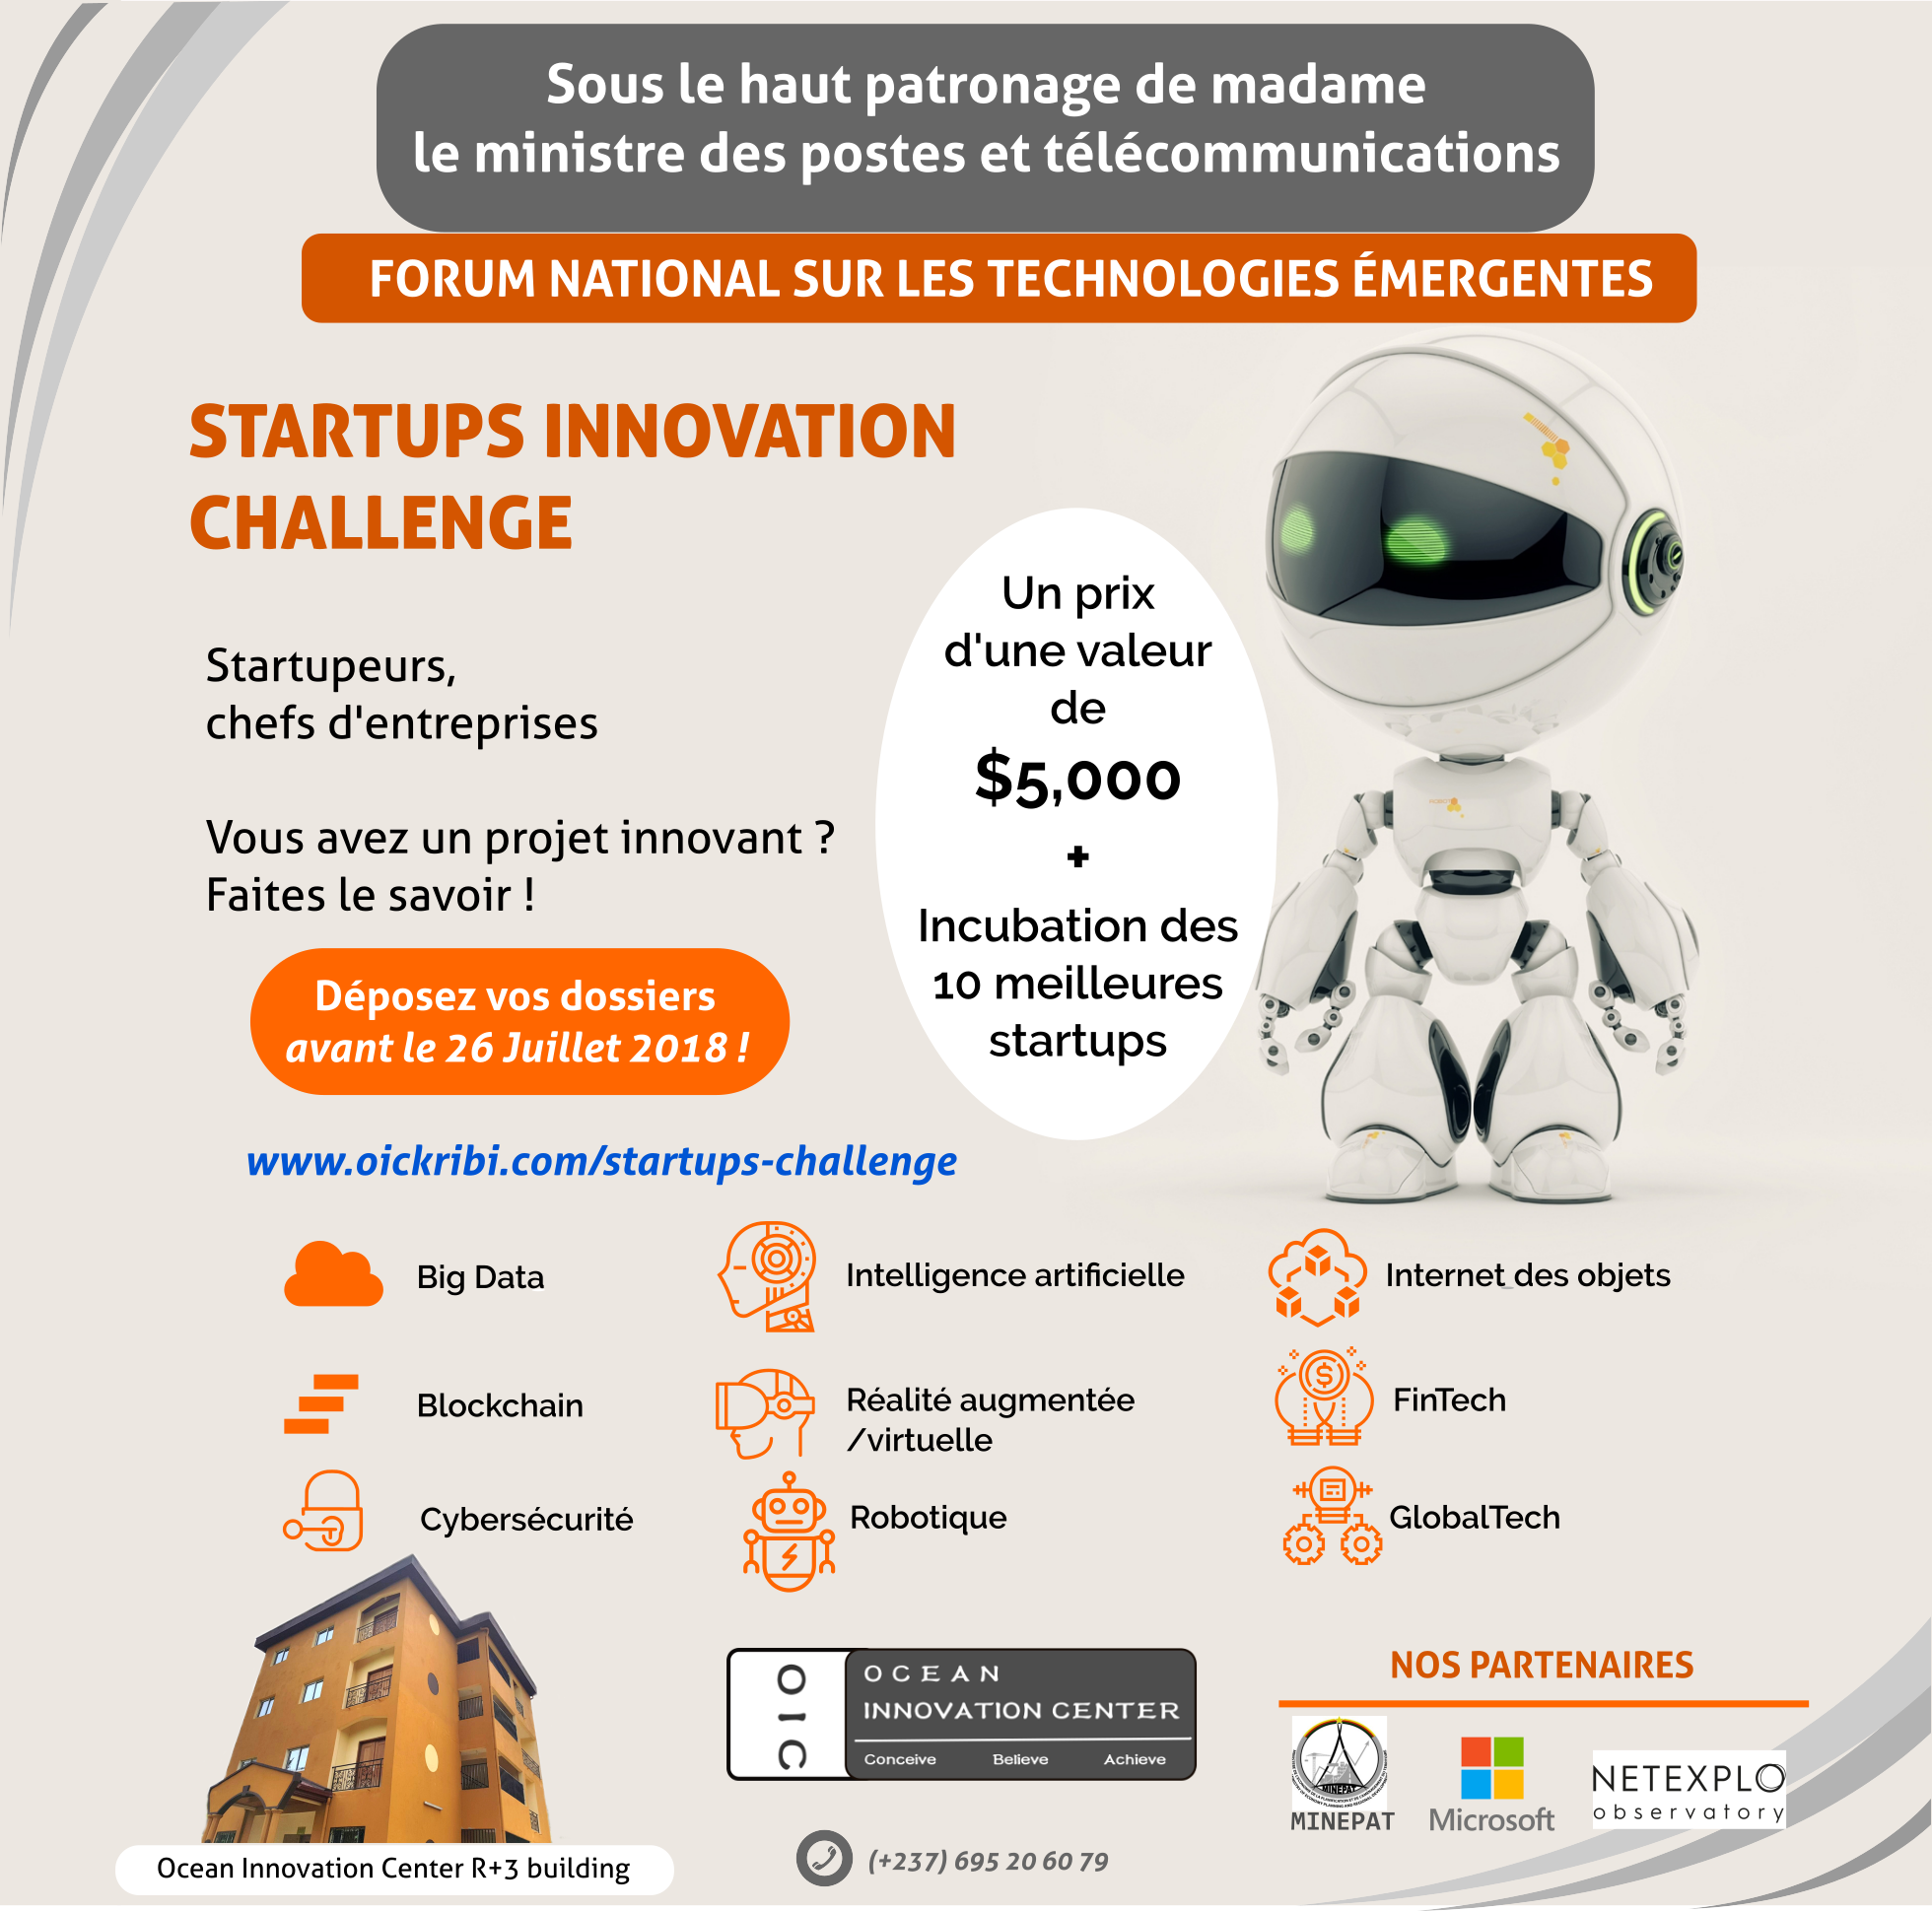 Sous le haut patronage de madame
le ministre des postes et télécommunications
FORUM NATIONAL SUR LES TECHNOLOGIES ÉMERGENTES
STARTUPS INNOVATION
CHALLENGE
Startupeurs,
chefs d'entreprises
Vous avez un projet innovant ?
Faites le savoir !
Un prix
d'une valeur
de
$5,000
+
Incubation des
10 meilleures
startups
Déposez vos dossiers
avant le 26 Juillet 2018 !
www.oickribi.com/startups-challenge
Big Data
Intelligence artificielle
Internet des objets
Blockchain
Réalité augmentée
/virtuelle
FinTech
Cybersécurité
Robotique
GlobalTech
OIC
OCEAN
INNOVATION CENTER
Conceive Believe Achieve
NOS PARTENAIRES
MINEPAT
MINEPAT
Microsoft
NETEXPLO
observatory
Ocean Innovation Center R+3 building
(+237) 695 20 60 79